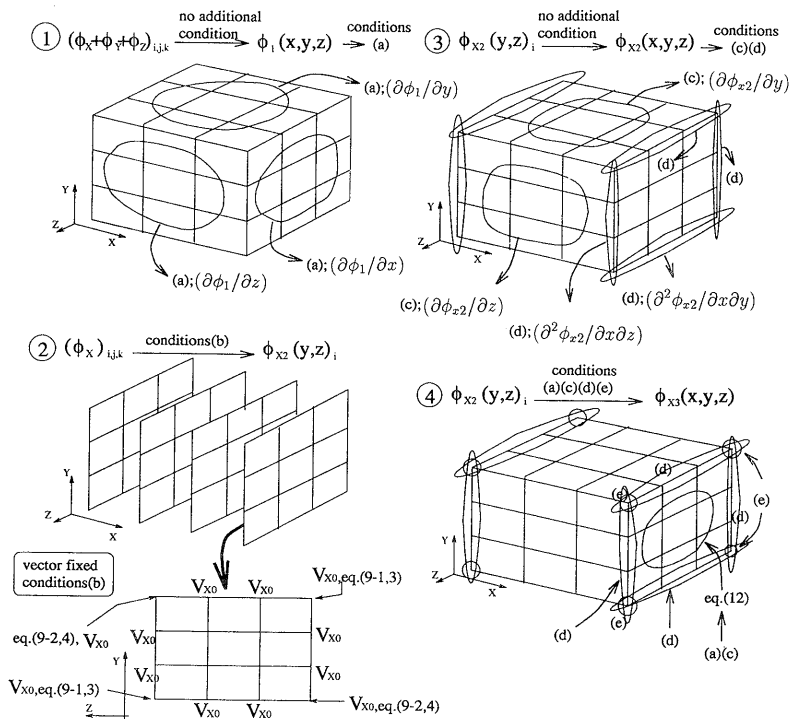 ① (ϕX+ϕY+ϕZ)i,j,k no additional condition → ϕ1(x,y,z) → conditions (a)
(a);(∂ϕ1/∂y)
Y
Z
X
(a);(∂ϕ1/∂x)
(a);(∂ϕ1/∂z)
③ ϕX2(y,z)i no additional condition → ϕX2(x,y,z) → conditions (c)(d)
(c);(∂ϕx2/∂y)
(d)
(d)
Y
Z
X
(c);(∂ϕx2/∂z)
(d);(∂²ϕx2/∂x∂y)
(d);(∂²ϕx2/∂x∂z)
② (ϕX)i,j,k conditions(b) → ϕX2(y,z)i
Y
Z
X
vector fixed
conditions(b)
VX0 VX0 VX0,eq.(9-1,3)
eq.(9-2,4), VX0 VX0 VX0
Y
VX0 VX0
VX0,eq.(9-1,3)
Z VX0 VX0 VX0,eq.(9-2,4)
④ ϕX2(y,z)i conditions (a)(c)(d)(e) → ϕX3(x,y,z)
(d)
(e)
(e)
(d)
Y
Z
X
eq.(12)
(d)
(e)
(d)
(a)(c)